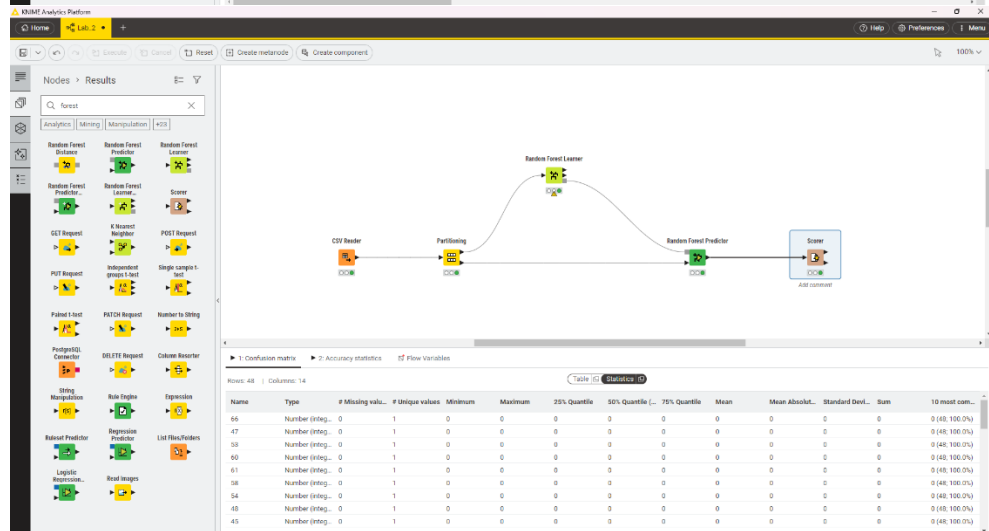 KNIME Analytics Platform
Home
Lab. 2
Help
Preferences
Menu
Execute
Cancel
Reset
Create metanode
Create component
100%
Nodes > Results
forest
Analytics
Mining
Manipulation
+23
Random Forest Distance
Random Forest Predictor
Random Forest Learner
Random Forest Predictor...
Random Forest Learner...
Scorer
GET Request
K Nearest Neighbor
POST Request
PUT Request
Independent groups t-test
Single sample t-test
Paired t-test
PATCH Request
Number to String
PostgreSQL Connector
DELETE Request
Column Resorter
String Manipulation
Rule Engine
Expression
Ruleset Predictor
Regression Predictor
List Files/Folders
Logistic Regression...
Read Images
Random Forest Learner
CSV Reader
Partitioning
Random Forest Predictor
Scorer
Add comment
1: Confusion matrix
2: Accuracy statistics
Flow Variables
Rows: 48 | Columns: 14
Table
Statistics
Name Type # Missing valu... # Unique values Minimum Maximum 25% Quantile 50% Quantile (... 75% Quantile Mean Mean Absolut... Standard Devi... Sum 10 most com...
66 Number (integ... 0 1 0 0 0 0 0 0 0 0 0 0 (48; 100.0%)
47 Number (integ... 0 1 0 0 0 0 0 0 0 0 0 0 (48; 100.0%)
Number (integ... 0 1 0 0 0 0 0 0 0 0 0 0 (48; 100.0%)
60 Number (integ... 0 1 0 0 0 0 0 0 0 0 0 0 (48; 100.0%)
61 Number (integ... 0 1 0 0 0 0 0 0 0 0 0 0 (48; 100.0%)
58 Number (integ... 0 1 0 0 0 0 0 0 0 0 0 0 (48; 100.0%)
54 Number (integ... 0 1 0 0 0 0 0 0 0 0 0 0 (48; 100.0%)
Number (integ... 0 1 0 0 0 0 0 0 0 0 0 0 (48; 100.0%)
45 Number (integ... 0 1 0 0 0 0 0 0 0 0 0 0 (48; 100.0%)